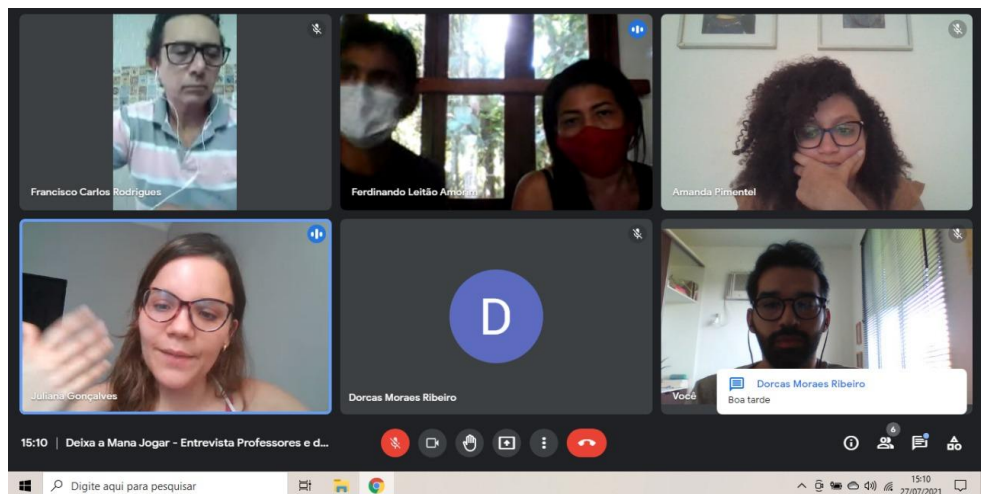 Francisco Carlos Rodrigues
Ferdinando Leitão Amorim
Amanda Pimentel
Juliana Gonçalves
D
Dorcas Moraes Ribeiro
Você
Dorcas Moraes Ribeiro
Boa tarde
15:10 | Deixa a Mana Jogar - Entrevista Professores e d...
6
Digite aqui para pesquisar
15:10
27/07/2021